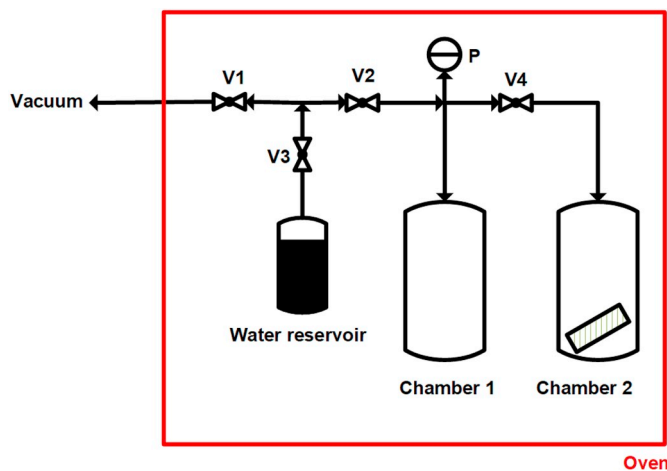 P
V1
V2
V4
Vacuum
V3
Water reservoir
Chamber 1
Chamber 2
Oven